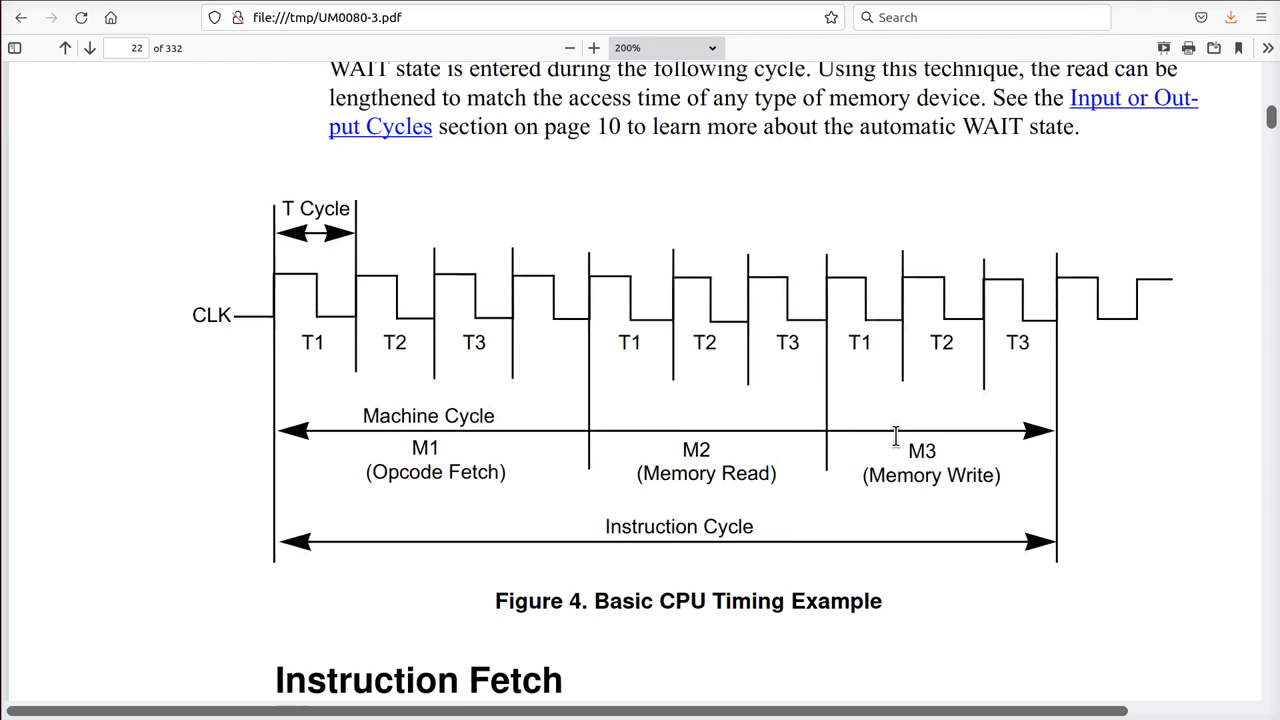 file:///tmp/UM0080-3.pdf
Search
22 of 332
200%
WAIT state is entered during the following cycle. Using this technique, the read can be
lengthened to match the access time of any type of memory device. See the Input or Out-
put Cycles section on page 10 to learn more about the automatic WAIT state.
T Cycle
CLK
T1 T2 T3 T1 T2 T3 T1 T2 T3
Machine Cycle
M1 M2 M3
(Opcode Fetch) (Memory Read) (Memory Write)
Instruction Cycle
Figure 4. Basic CPU Timing Example
Instruction Fetch